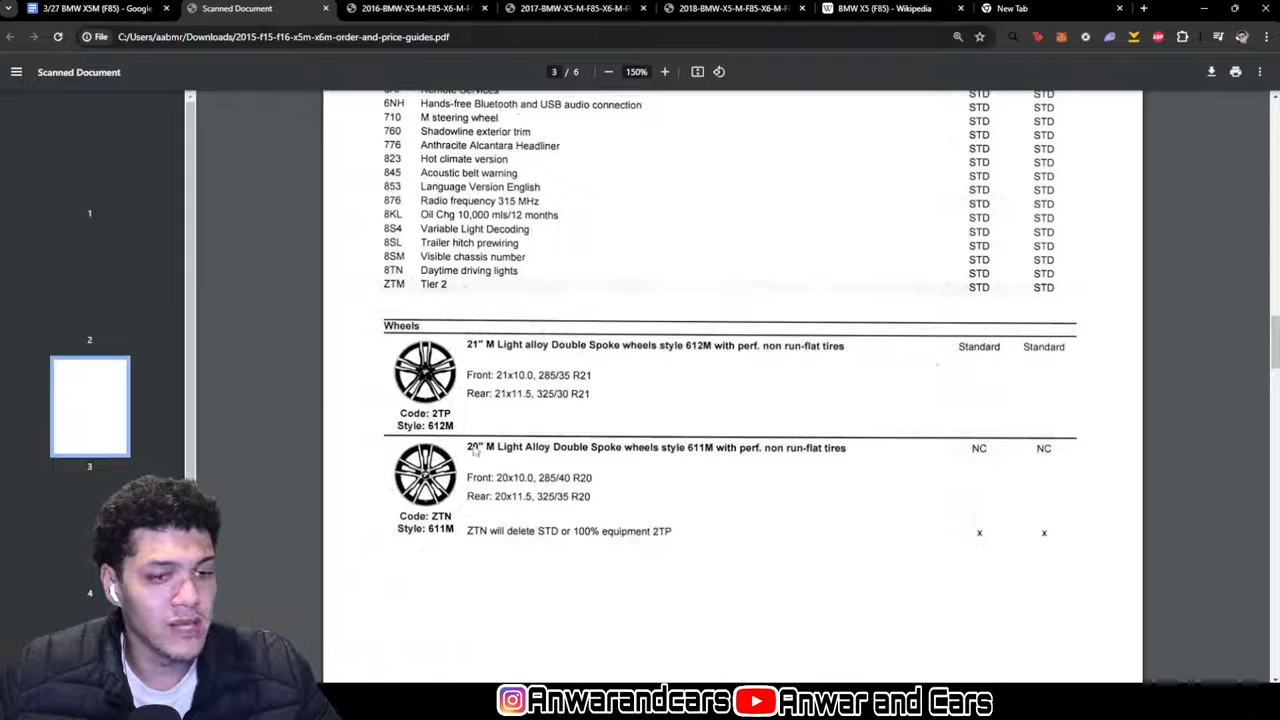 3/27 BMW X5M (F85) - Google
Scanned Document
2016-BMW-X5-M-F85-X6-M-F
2017-BMW-X5-M-F85-X6-M-F
2018-BMW-X5-M-F85-X6-M-F
BMW X5 (F85) - Wikipedia
New Tab
File
C:/Users/aabmr/Downloads/2015-f15-f16-x5m-x6m-order-and-price-guides.pdf
Scanned Document
3 / 6
150%
Remote Services STD STD
6NH Hands-free Bluetooth and USB audio connection STD STD
710 M steering wheel STD STD
760 Shadowline exterior trim STD STD
776 Anthracite Alcantara Headliner STD STD
823 Hot climate version STD STD
845 Acoustic belt warning STD STD
853 Language Version English STD STD
876 Radio frequency 315 MHz STD STD
8KL Oil Chg 10,000 mls/12 months STD STD
8S4 Variable Light Decoding STD STD
8SL Trailer hitch prewiring STD STD
8SM Visible chassis number STD STD
8TN Daytime driving lights STD STD
ZTM Tier 2 STD STD
Wheels
21" M Light alloy Double Spoke wheels style 612M with perf. non run-flat tires Standard Standard
Front: 21x10.0, 285/35 R21
Rear: 21x11.5, 325/30 R21
Code: 2TP
Style: 612M
20" M Light Alloy Double Spoke wheels style 611M with perf. non run-flat tires NC NC
Front: 20x10.0, 285/40 R20
Rear: 20x11.5, 325/35 R20
Code: ZTN
Style: 611M
ZTN will delete STD or 100% equipment 2TP x x
1
2
3
4
Anwarandcars
Anwar and Cars